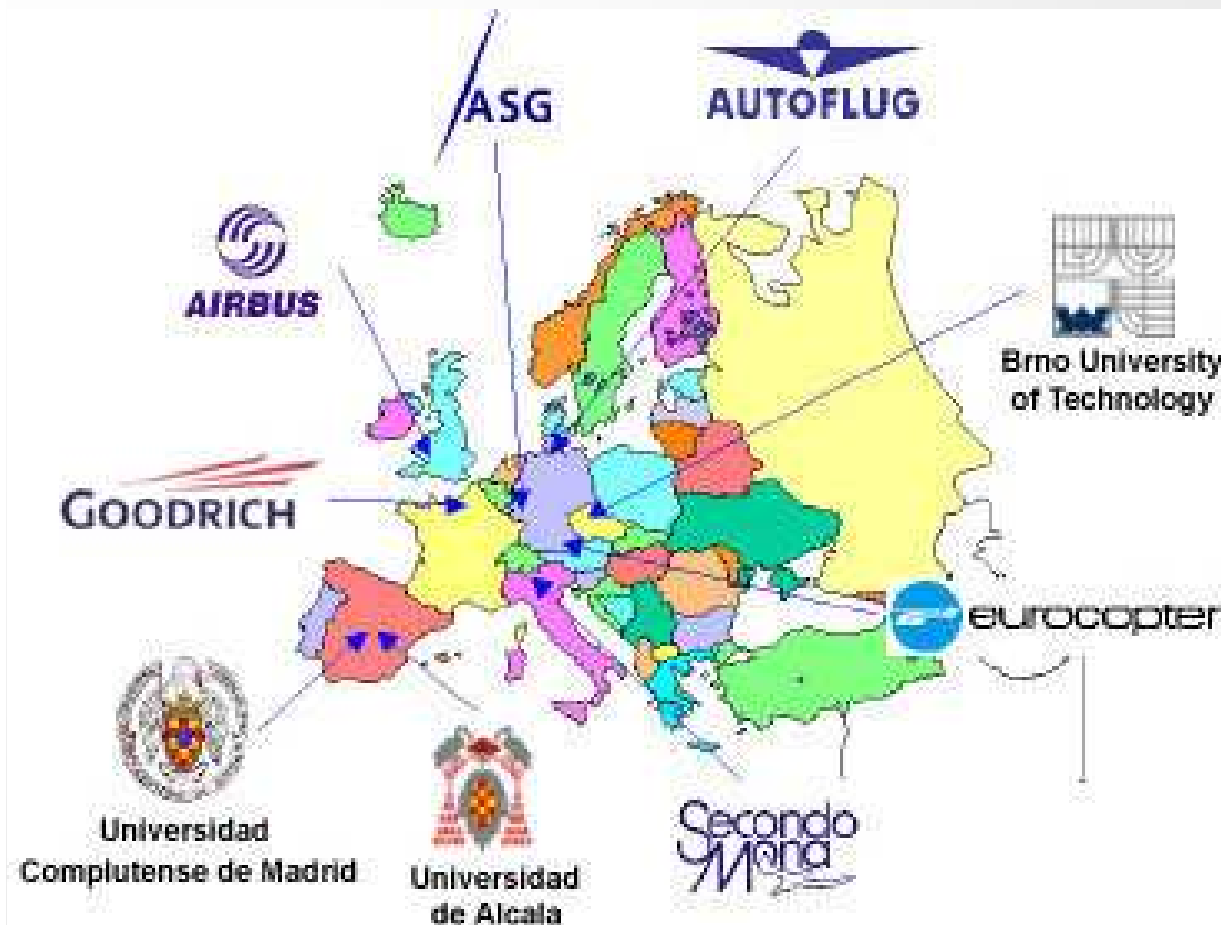 ASG
AUTOFLUG
AIRBUS
Brno University
of Technology
GOODRICH
eurocopter
Universidad
Complutense de Madrid
Universidad
de Alcala
Secondo
Mona